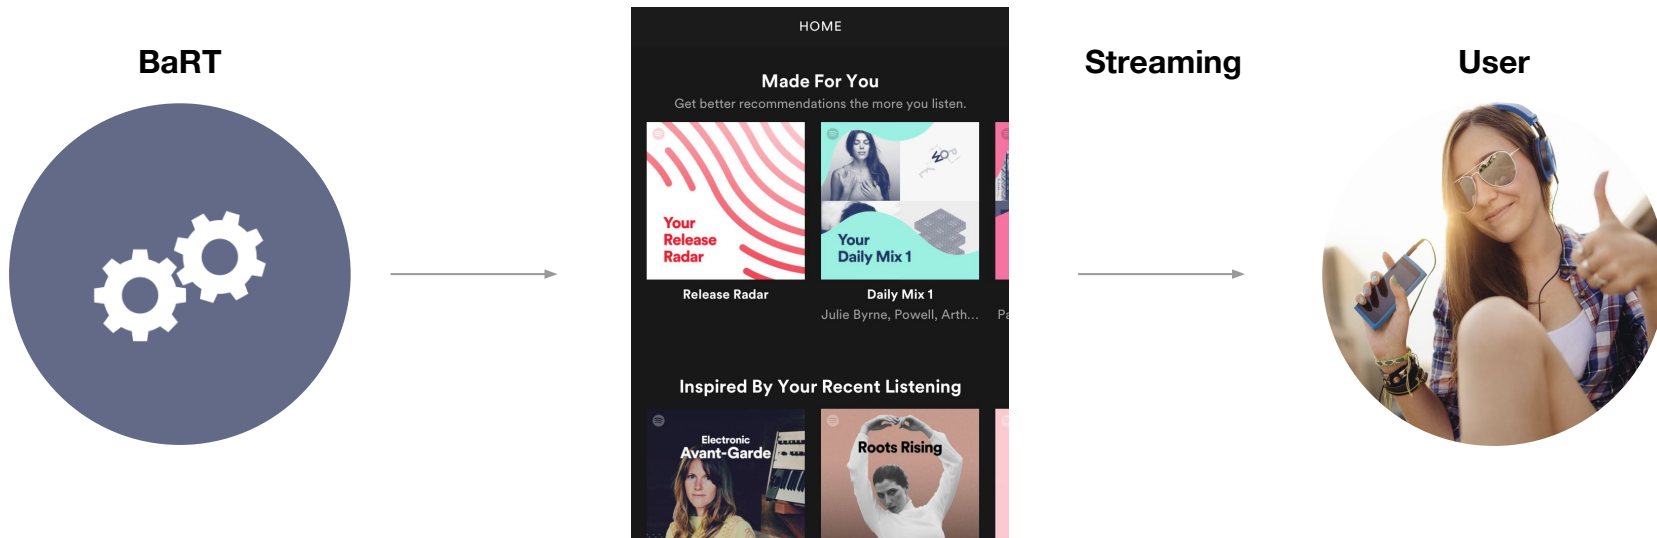 BaRT
HOME
Made For You
Get better recommendations the more you listen.
Your
Release
Radar
Release Radar
Your
Daily Mix 1
Daily Mix 1
Julie Byrne, Powell, Arth...
Pa
Inspired By Your Recent Listening
Electronic
Avant-Garde
Roots Rising
Streaming
User